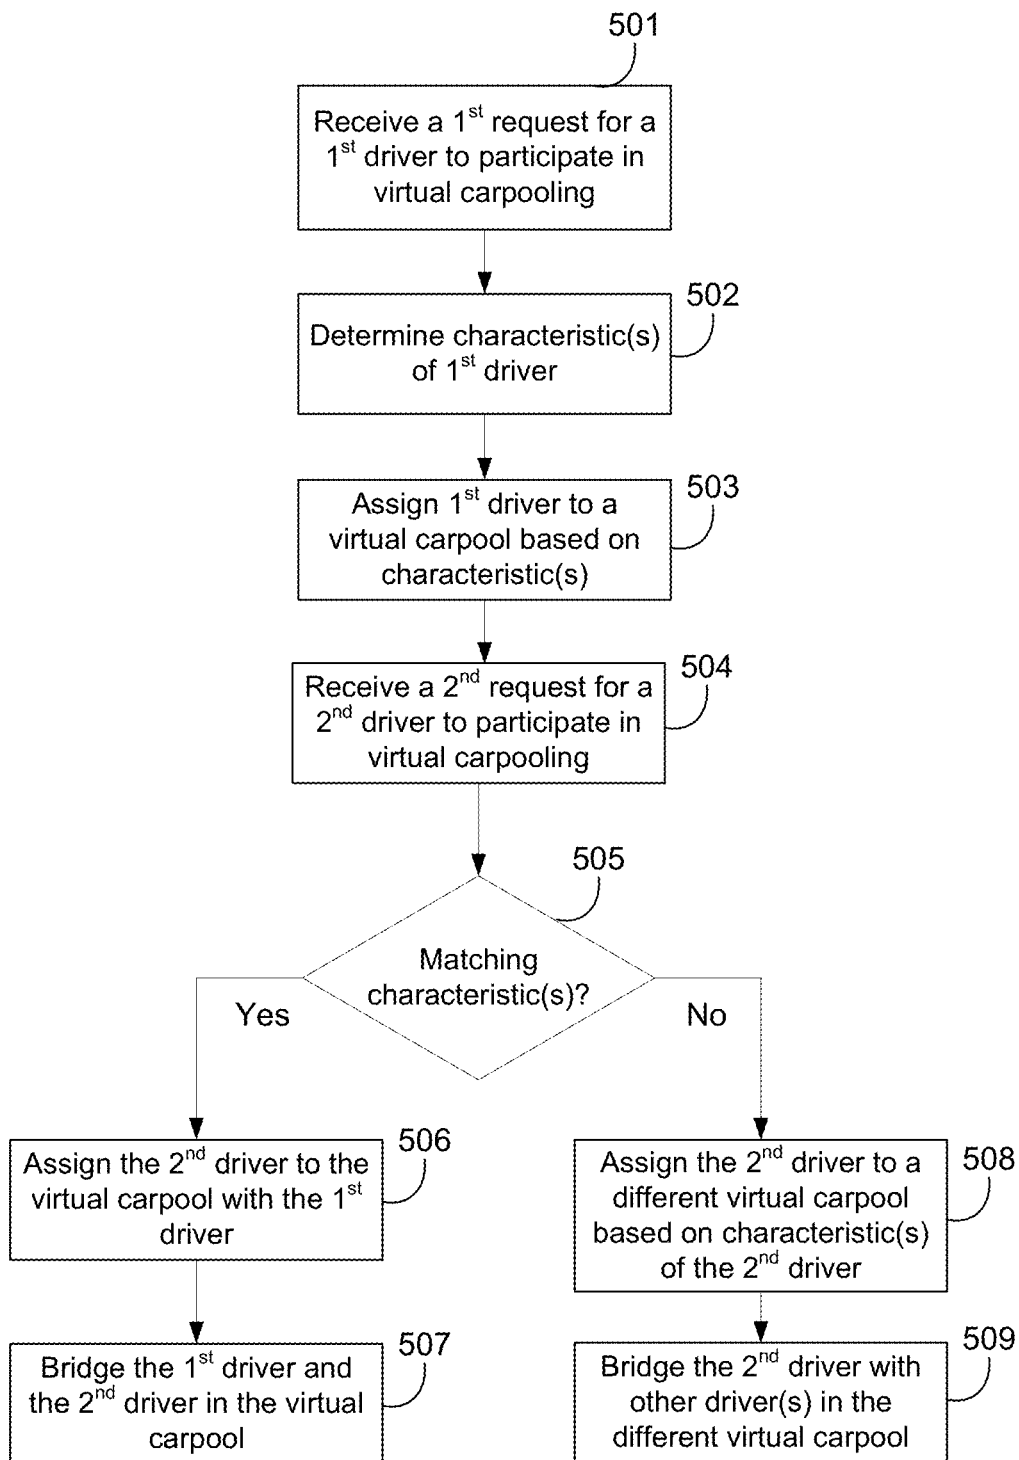 501
Receive a 1st request for a
1st driver to participate in
virtual carpooling
502
Determine characteristic(s)
of 1st driver
503
Assign 1st driver to a
virtual carpool based on
characteristic(s)
504
Receive a 2nd request for a
2nd driver to participate in
virtual carpooling
505
Matching
characteristic(s)?
Yes
No
506
Assign the 2nd driver to the
virtual carpool with the 1st
driver
508
Assign the 2nd driver to a
different virtual carpool
based on characteristic(s)
of the 2nd driver
507
Bridge the 1st driver and
the 2nd driver in the virtual
carpool
509
Bridge the 2nd driver with
other driver(s) in the
different virtual carpool